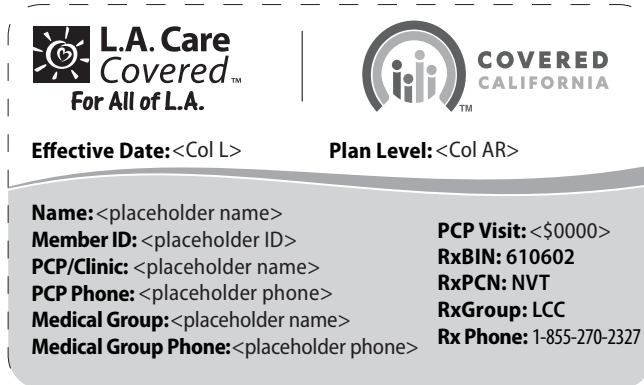 L.A. Care
Covered™
For All of L.A.
COVERED
CALIFORNIA
TM
Effective Date: <Col L>
Plan Level: <Col AR>
Name: <placeholder name>
Member ID: <placeholder ID>
PCP/Clinic: <placeholder name>
PCP Phone: <placeholder phone>
Medical Group: <placeholder name>
Medical Group Phone: <placeholder phone>
PCP Visit: <$0000>
RxBIN: 610602
RxPCN: NVT
RxGroup: LCC
Rx Phone: 1-855-270-2327